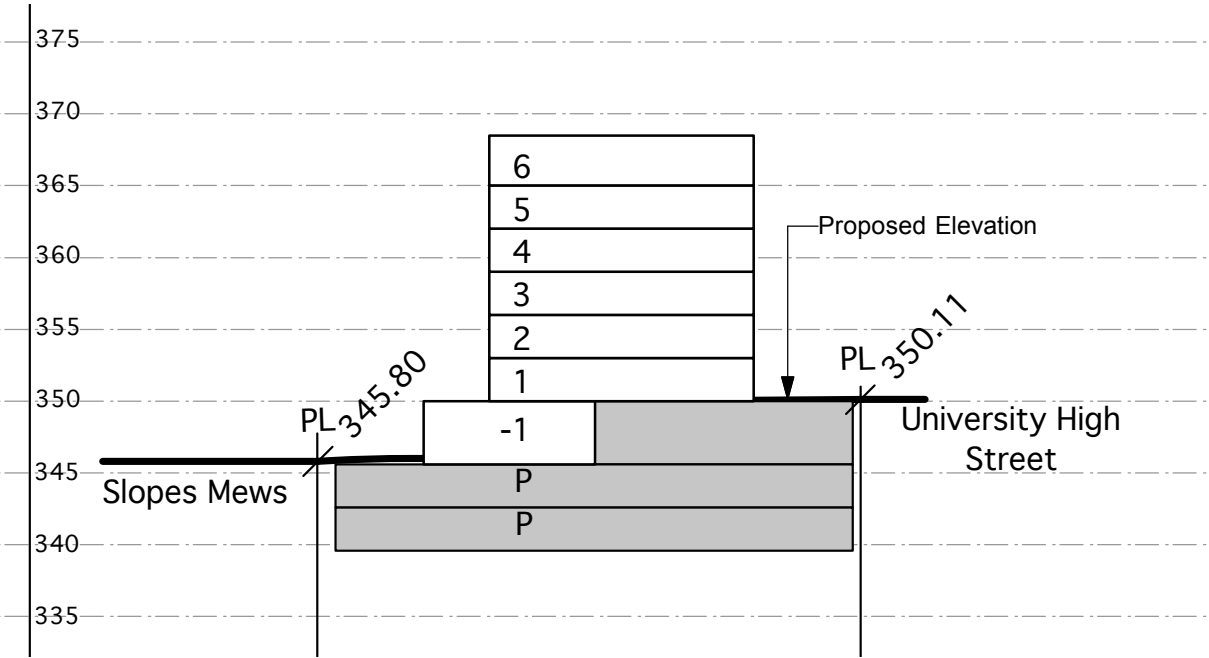 375
370
365
360
355
350
345
340
335
6
5
4
3
2
1
-1
P
P
Proposed Elevation
PL 345.80
PL 350.11
Slopes Mews
University High
Street